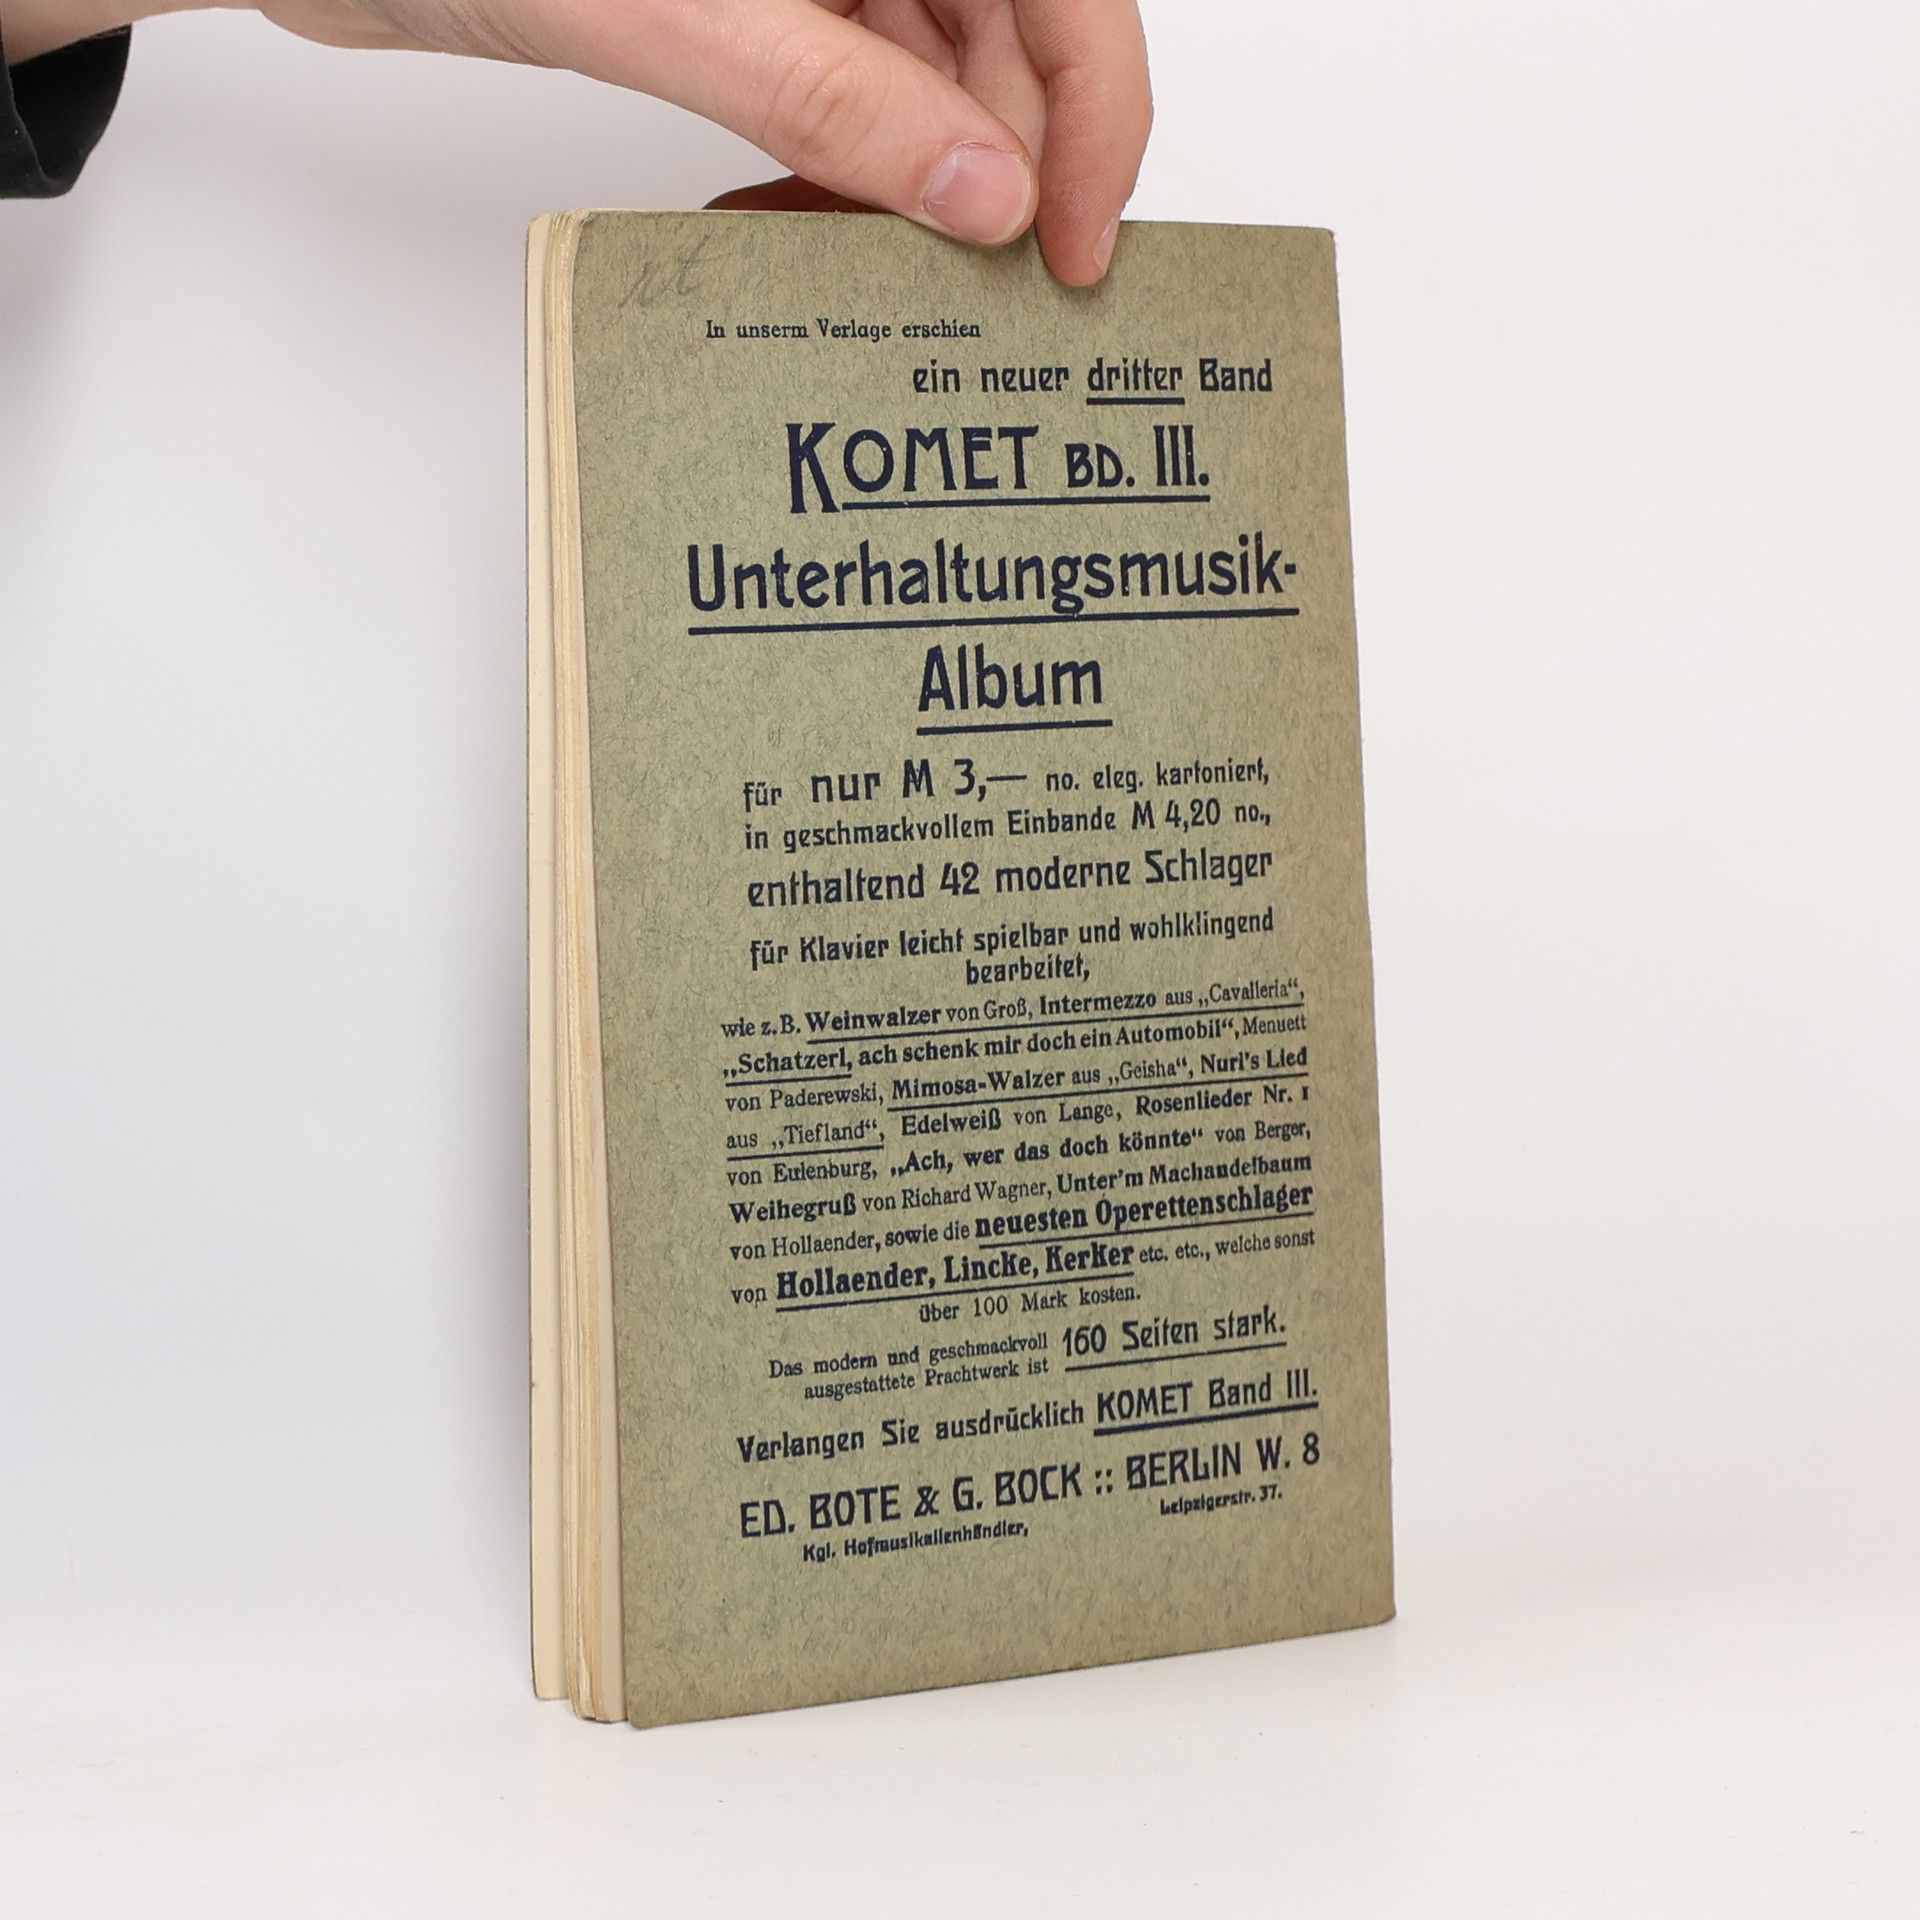 In unserm Verlage erschien
ein neuer dritter Band
KOMET BD. III.
Unterhaltungsmusik-
Album
für nur M 3,— no. eleg. kartoniert,
in geschmackvollem Einbande M 4,20 no.,
enthaltend 42 moderne Schlager
für Klavier leicht spielbar und wohlklingend
bearbeitet,
wie z. B. Weinwalzer von Groß, Intermezzo aus „Cavalleria“,
„Schatzerl, ach schenk mir doch ein Automobil“, Menuett
von Paderewski, Mimosa-Walzer aus „Geisha“, Nuri's Lied
aus „Tiefland“, Edelweiß von Lange, Rosenlieder Nr. 1
von Eulenburg, „Ach, wer das doch könnte“ von Berger,
Weihegruß von Richard Wagner, Unter'm Machandelbaum
von Hollaender, sowie die neuesten Operettenschlager
von Hollaender, Lincke, Kerker etc. etc., welche sonst
über 100 Mark kosten.
Das modern und geschmackvoll
ausgestattete Prachtwerk ist 160 Seiten stark.
Verlangen Sie ausdrücklich KOMET Band III.
ED. BOTE & G. BOCK :: BERLIN W. 8
Kgl. Hofmusikalienhändler, Leipzigerstr. 37.